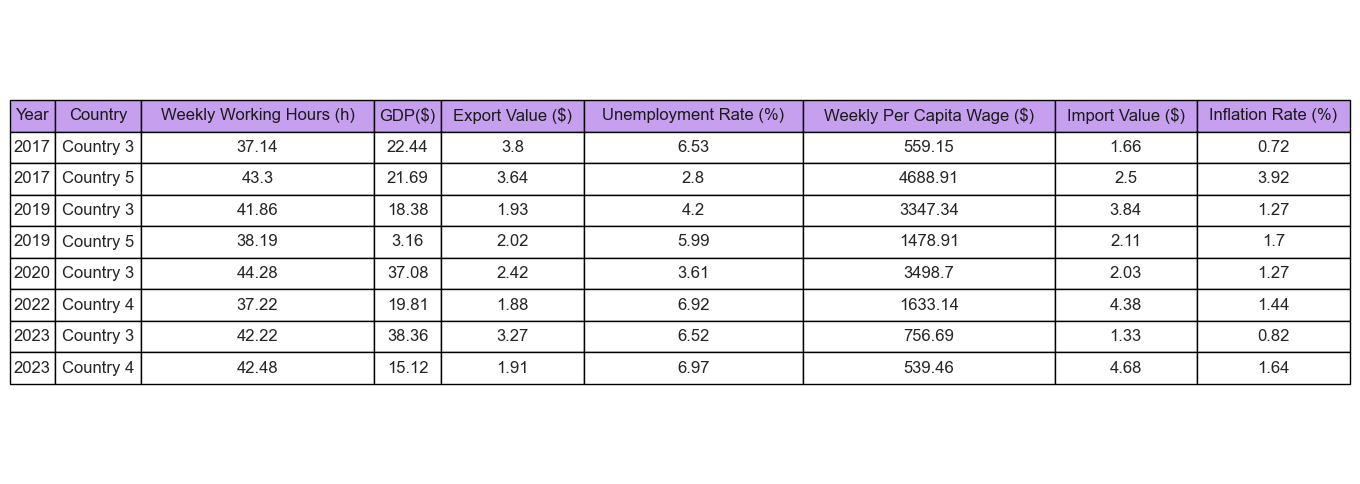 Year Country Weekly Working Hours (h) GDP($) Export Value ($) Unemployment Rate (%) Weekly Per Capita Wage ($) Import Value ($) Inflation Rate (%)
2017 Country 3 37.14 22.44 3.8 6.53 559.15 1.66 0.72
2017 Country 5 43.3 21.69 3.64 2.8 4688.91 2.5 3.92
2019 Country 3 41.86 18.38 1.93 4.2 3347.34 3.84 1.27
2019 Country 5 38.19 3.16 2.02 5.99 1478.91 2.11 1.7
2020 Country 3 44.28 37.08 2.42 3.61 3498.7 2.03 1.27
2022 Country 4 37.22 19.81 1.88 6.92 1633.14 4.38 1.44
2023 Country 3 42.22 38.36 3.27 6.52 756.69 1.33 0.82
2023 Country 4 42.48 15.12 1.91 6.97 539.46 4.68 1.64